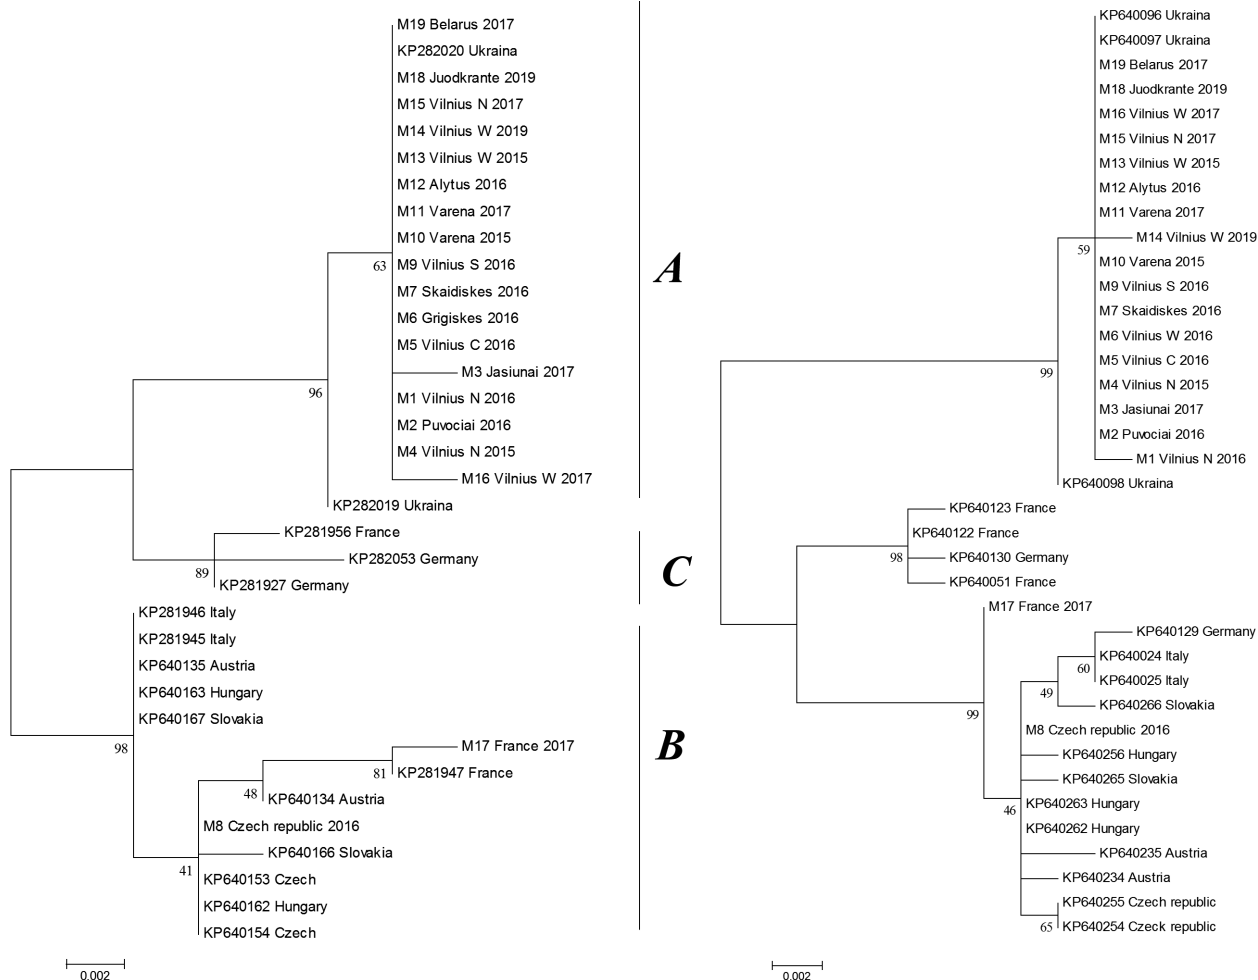 M19 Belarus 2017
KP282020 Ukraina
M18 Juodkrante 2019
M15 Vilnius N 2017
M14 Vilnius W 2019
M13 Vilnius W 2015
M12 Alytus 2016
M11 Varena 2017
M10 Varena 2015
M9 Vilnius S 2016
63
M7 Skaidiskes 2016
M6 Grigiskes 2016
M5 Vilnius C 2016
M3 Jasiunai 2017
96
M1 Vilnius N 2016
M2 Puvociai 2016
M4 Vilnius N 2015
M16 Vilnius W 2017
KP282019 Ukraina
KP281956 France
KP282053 Germany
89
KP281927 Germany
KP281946 Italy
KP281945 Italy
KP640135 Austria
KP640163 Hungary
KP640167 Slovakia
98
M17 France 2017
81
KP281947 France
48
KP640134 Austria
M8 Czech republic 2016
KP640166 Slovakia
41
KP640153 Czech
KP640162 Hungary
KP640154 Czech
0.002
A
C
B
KP640096 Ukraina
KP640097 Ukraina
M19 Belarus 2017
M18 Juodkrante 2019
M16 Vilnius W 2017
M15 Vilnius N 2017
M13 Vilnius W 2015
M12 Alytus 2016
M11 Varena 2017
M14 Vilnius W 2019
59
M10 Varena 2015
M9 Vilnius S 2016
M7 Skaidiskes 2016
M6 Vilnius W 2016
M5 Vilnius C 2016
99
M4 Vilnius N 2015
M3 Jasiunai 2017
M2 Puvociai 2016
M1 Vilnius N 2016
KP640098 Ukraina
KP640123 France
KP640122 France
98
KP640130 Germany
KP640051 France
M17 France 2017
KP640129 Germany
KP640024 Italy
60
KP640025 Italy
49
KP640266 Slovakia
99
M8 Czech republic 2016
KP640256 Hungary
KP640265 Slovakia
KP640263 Hungary
46
KP640262 Hungary
KP640235 Austria
KP640234 Austria
KP640255 Czech republic
65
KP640254 Czeck republic
0.002